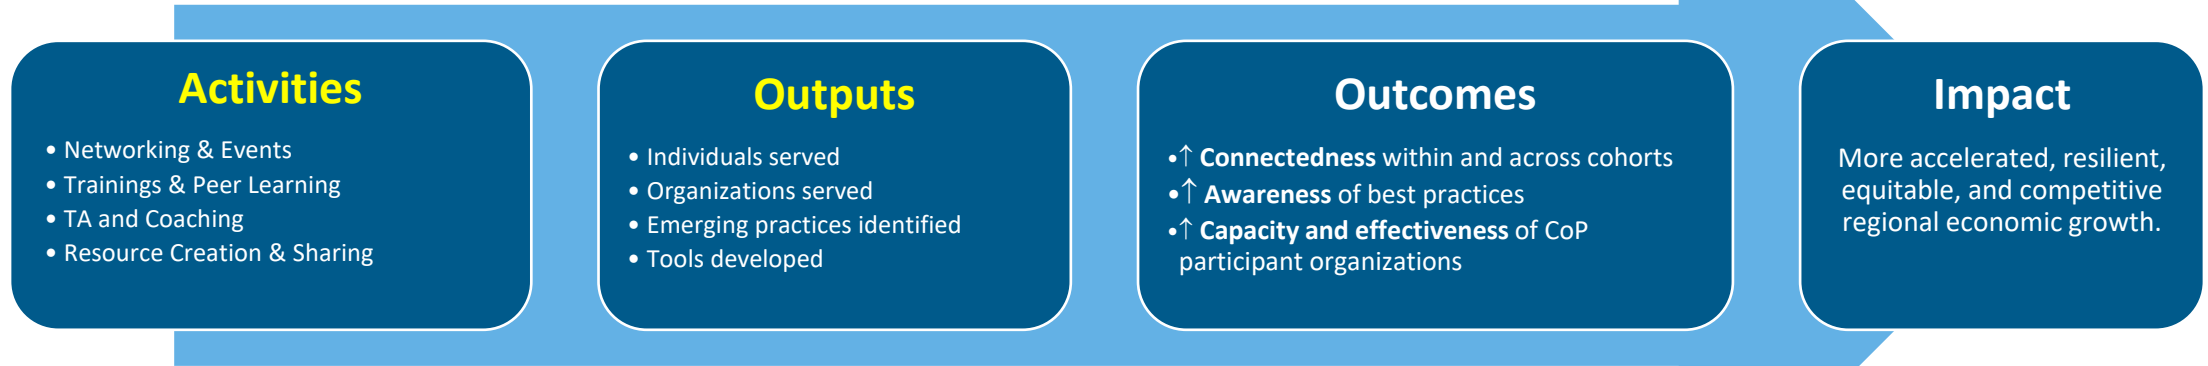 Activities
• Networking & Events
• Trainings & Peer Learning
• TA and Coaching
• Resource Creation & Sharing
Outputs
• Individuals served
• Organizations served
• Emerging practices identified
• Tools developed
Outcomes
•↑ Connectedness within and across cohorts
•↑ Awareness of best practices
•↑ Capacity and effectiveness of CoP
participant organizations
Impact
More accelerated, resilient,
equitable, and competitive
regional economic growth.